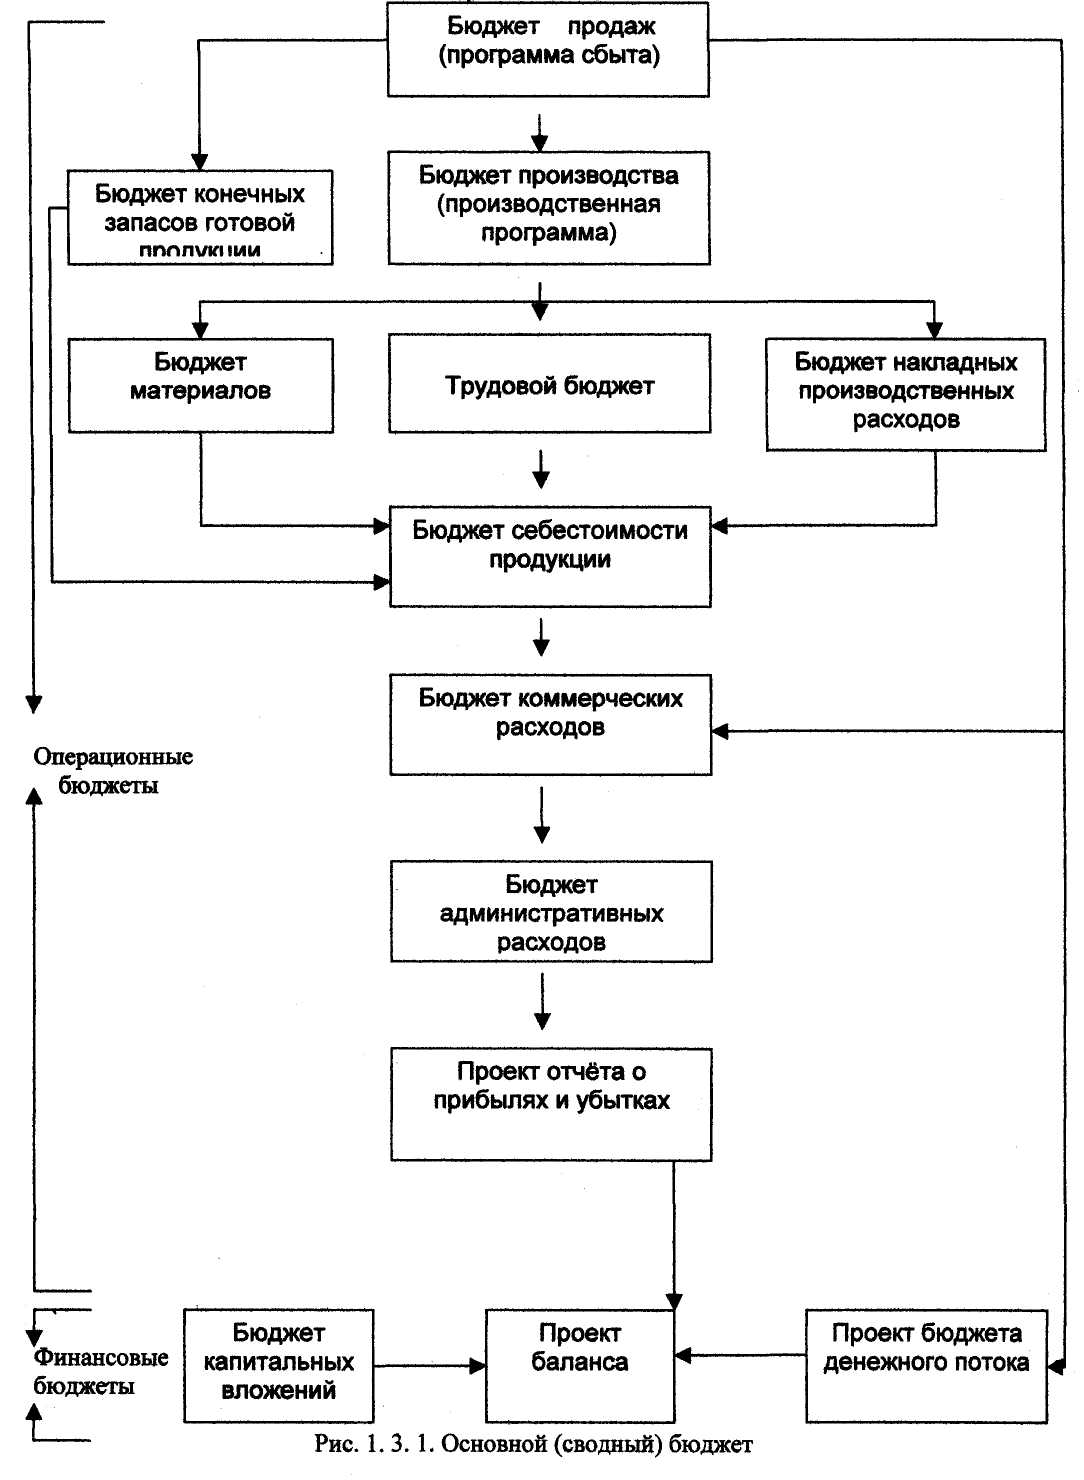 Бюджет продаж
(программа сбыта)
Бюджет конечных
запасов готовой
продукции
Бюджет производства
(производственная
программа)
Бюджет
материалов
Трудовой бюджет
Бюджет накладных
производственных
расходов
Бюджет себестоимости
продукции
Бюджет коммерческих
расходов
Операционные
бюджеты
Бюджет
административных
расходов
Проект отчёта о
прибылях и убытках
Финансовые
бюджеты
Бюджет
капитальных
вложений
Проект
баланса
Проект бюджета
денежного потока
Рис. 1. 3. 1. Основной (сводный) бюджет